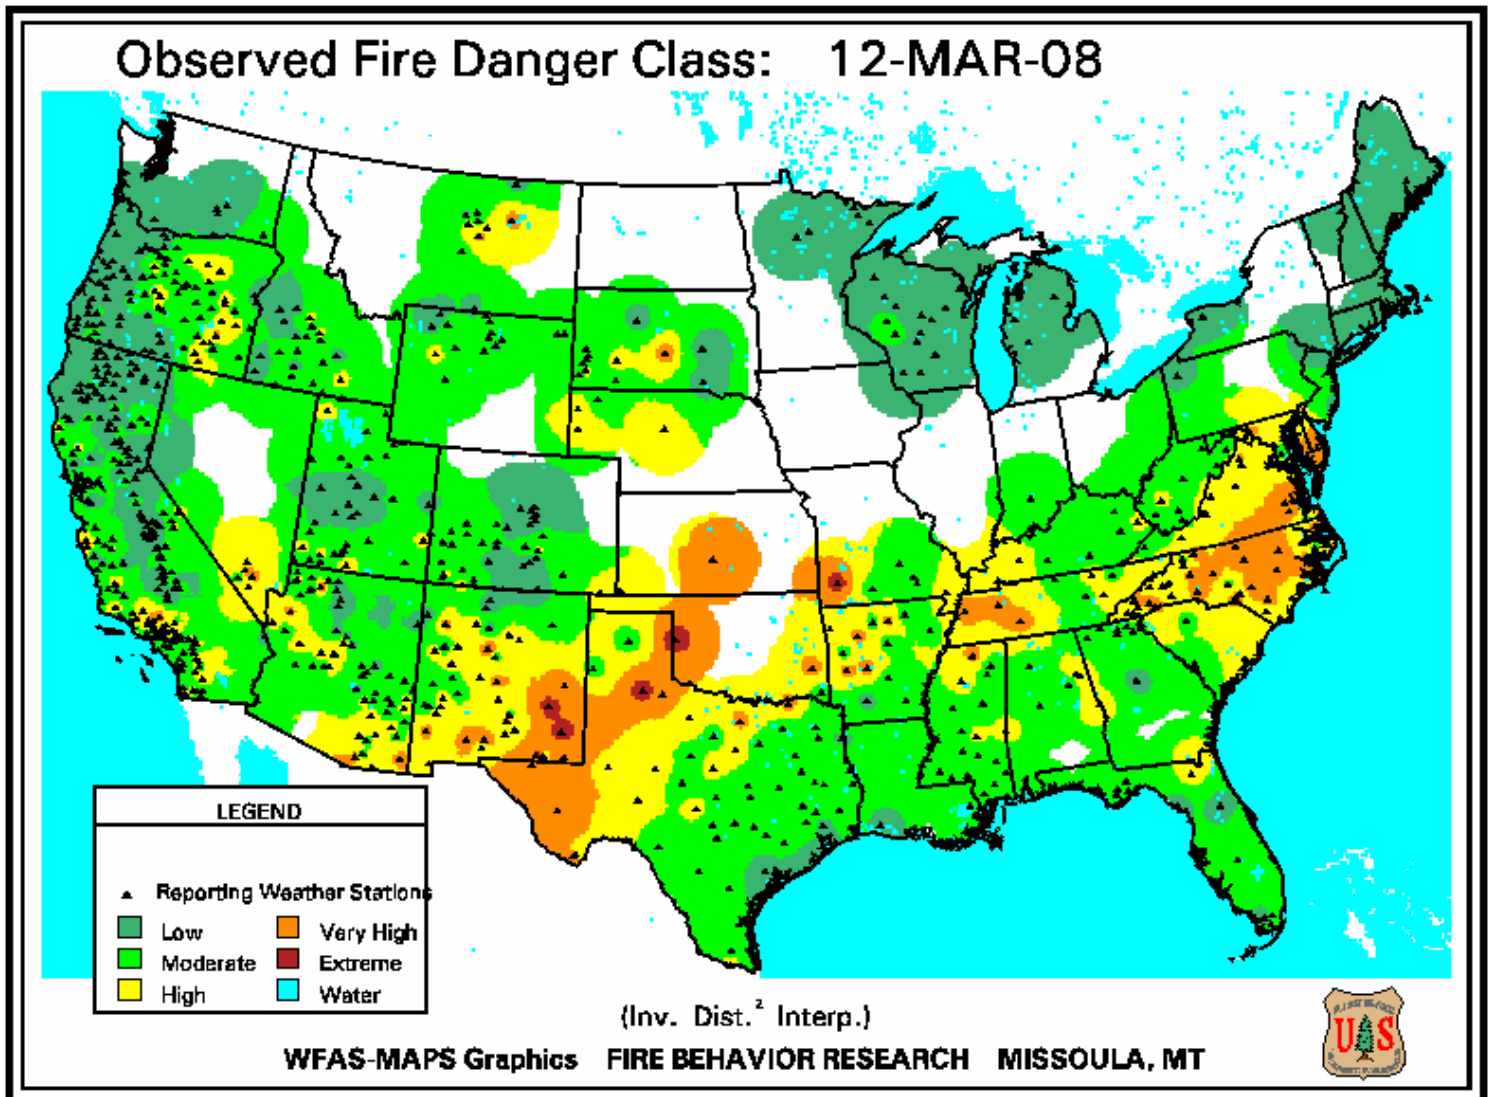 Observed Fire Danger Class: 12-MAR-08
LEGEND
Reporting Weather Stations
Low
Very High
Moderate
Extreme
High
Water
(Inv. Dist.² Interp.)
WFAS-MAPS Graphics FIRE BEHAVIOR RESEARCH MISSOULA, MT
U S